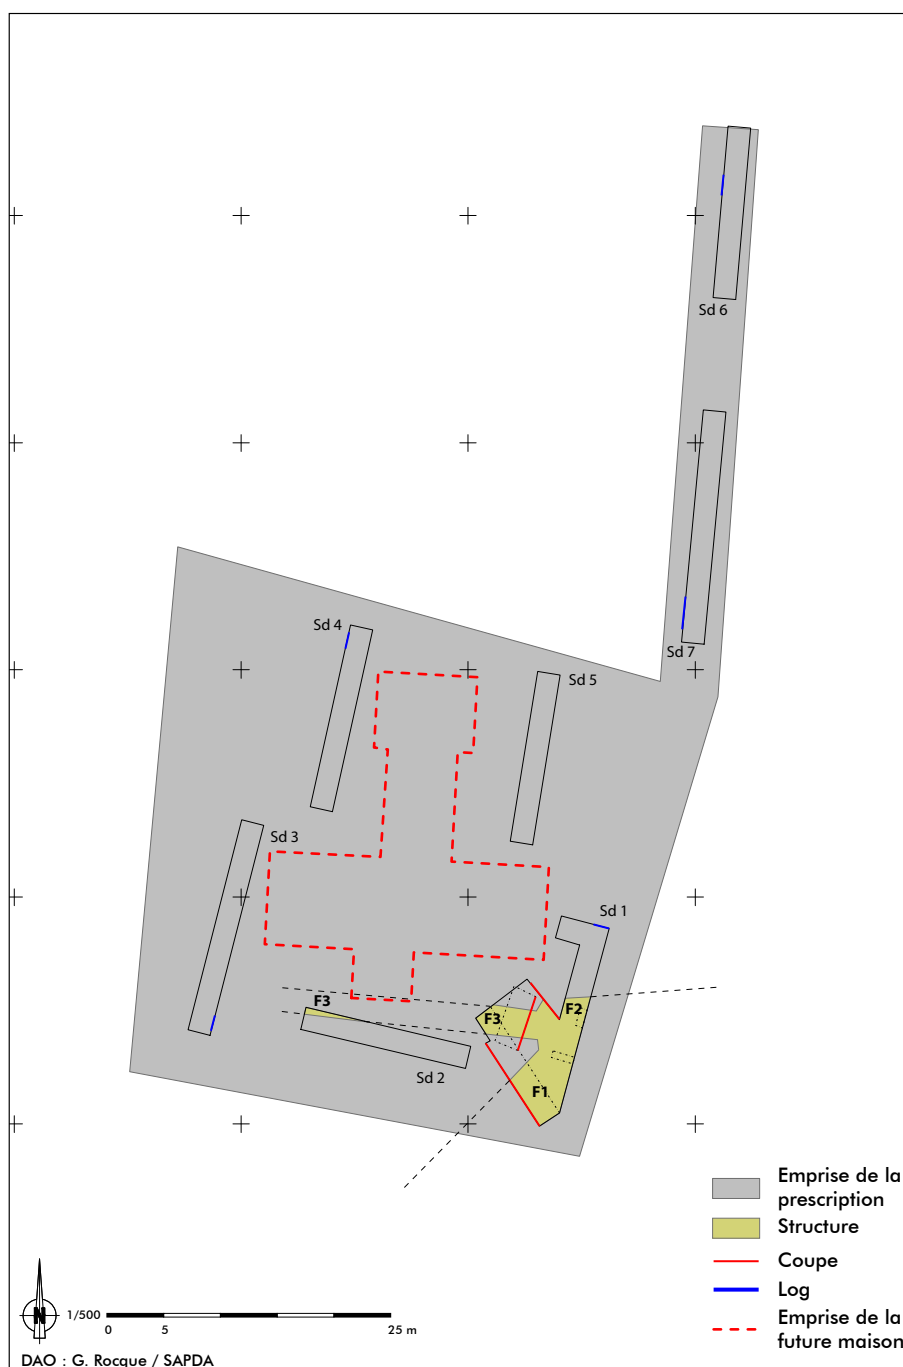 Sd 6
Sd 7
Sd 4
Sd 5
Sd 3
Sd 1
F3
F3
F2
Sd 2
F1
Emprise de la
prescription
Structure
Coupe
Log
Emprise de la
future maison
N
1/500
0 5 25 m
DAO : G. Rocque / SAPDA